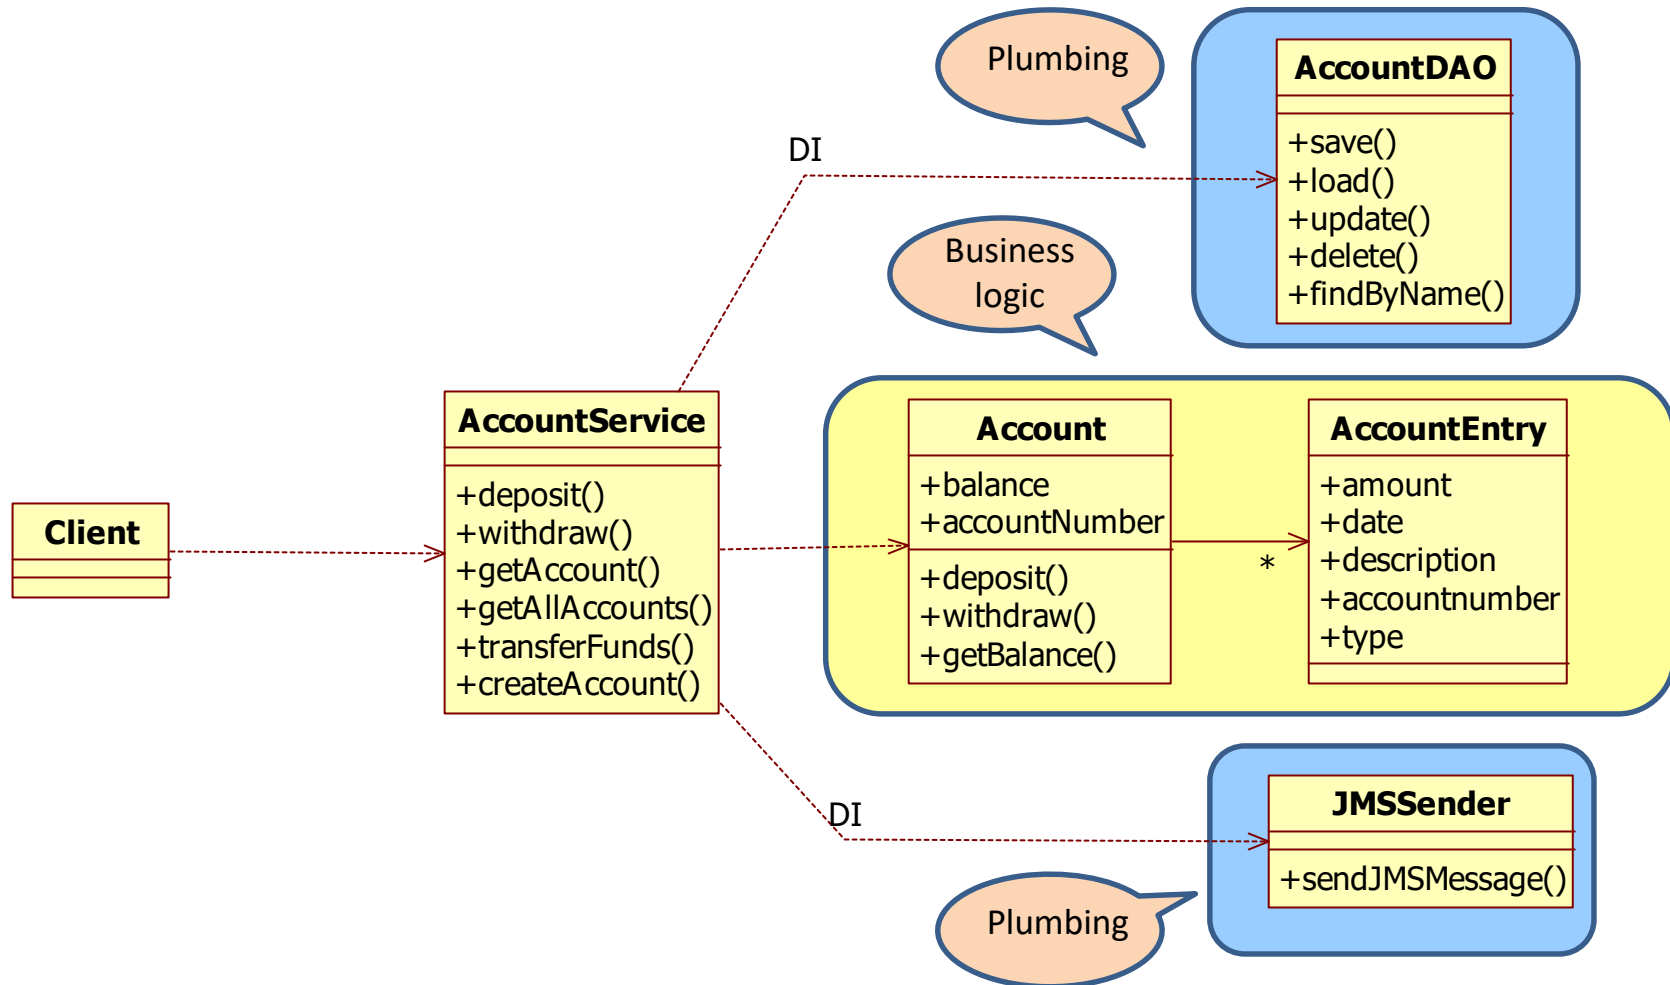 Plumbing
AccountDAO
+save()
+load()
+update()
+delete()
+findByName()
DI
Business
logic
AccountService
+deposit()
+withdraw()
+getAccount()
+getAllAccounts()
+transferFunds()
+createAccount()
Account
+balance
+accountNumber
+deposit()
+withdraw()
+getBalance()
*
AccountEntry
+amount
+date
+description
+accountnumber
+type
Client
DI
JMSSender
+sendJMSMessage()
Plumbing